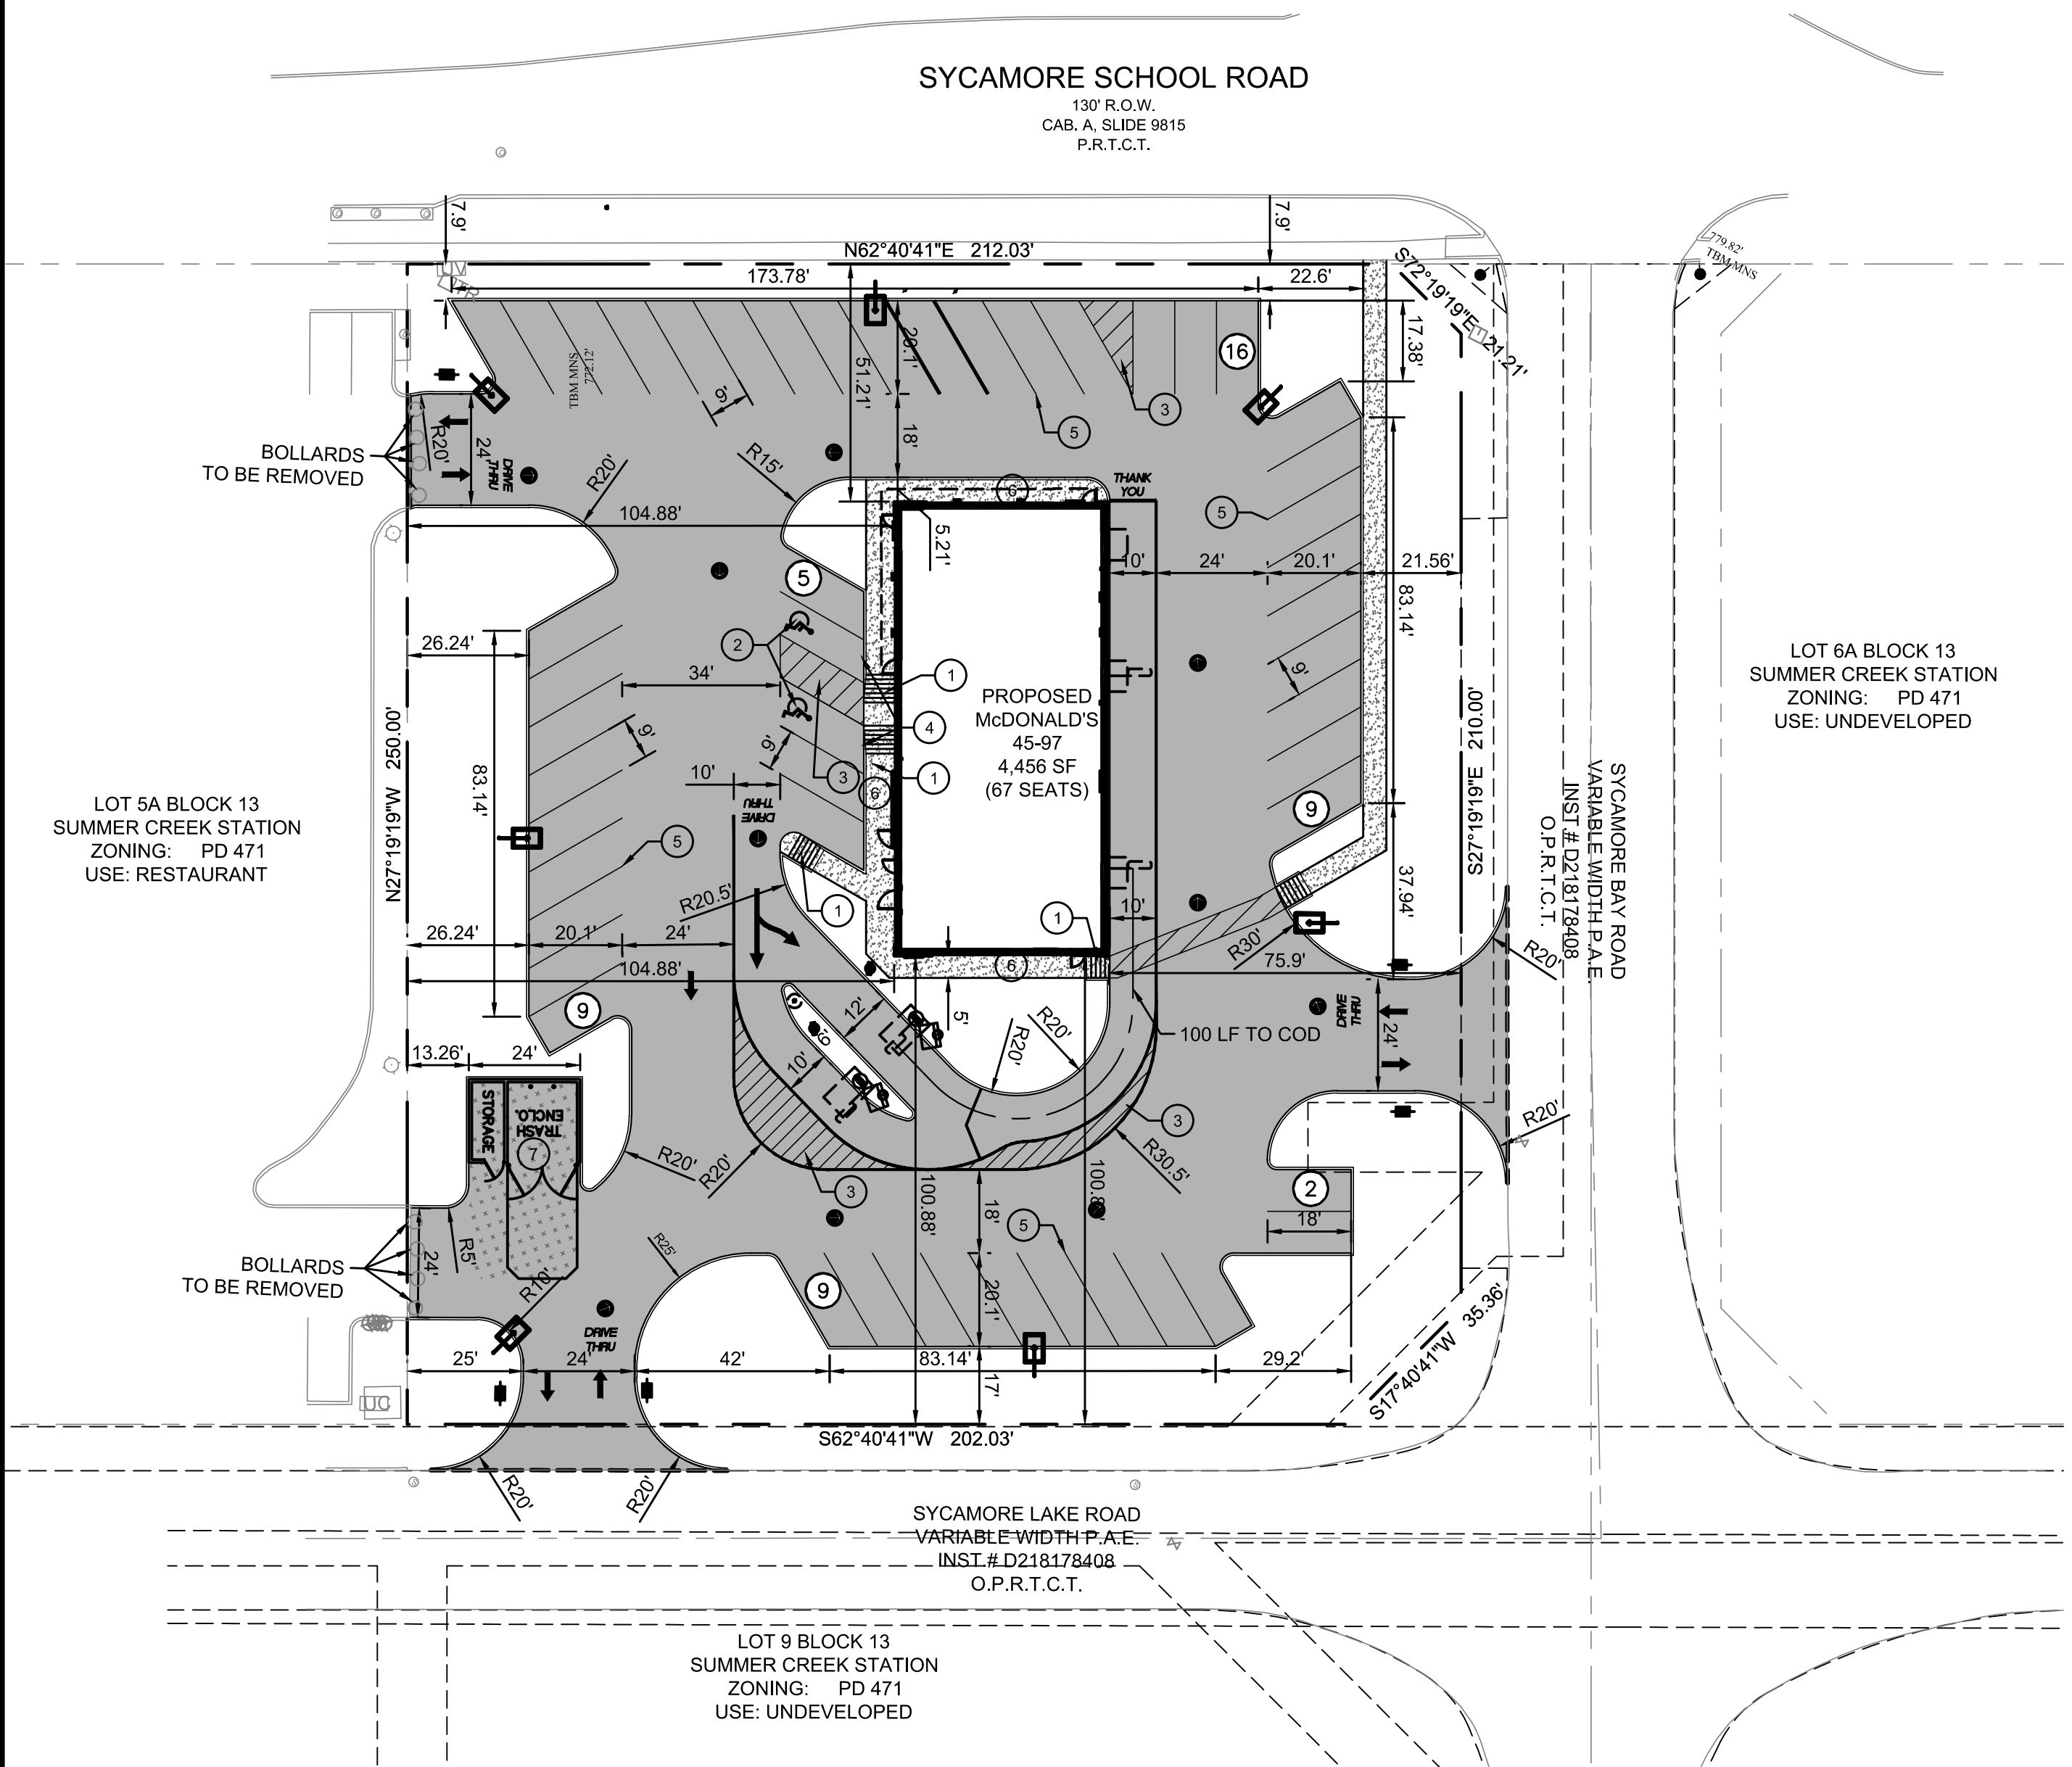 SYCAMORE SCHOOL ROAD
130' R.O.W.
CAB. A, SLIDE 9815
P.R.T.C.T.
7.9'
7.9'
N62°40'41"E 212.03'
UV
TR
173.78'
22.6'
S72°19'19"E 21.21'
E
779.82'
TBM MNS
17.38'
16
20.1'
51.21'
TBM MNS
772.12'
9'
3
5
18'
BOLLARDS
TO BE REMOVED
R20'
24'
DRIVE
THRU
R20'
R15'
THANK
YOU
6
104.88'
5.21'
5
5
10'
24'
20.1'
21.56'
83.14'
26.24'
2
34'
1
9'
LOT 6A BLOCK 13
SUMMER CREEK STATION
ZONING: PD 471
USE: UNDEVELOPED
PROPOSED
McDONALD'S
45-97
4,456 SF
(67 SEATS)
N27°19'19"W 250.00'
S27°19'19"E 210.00'
9'
9'
4
3
1
6
10'
DRIVE
THRU
83.14'
9
LOT 5A BLOCK 13
SUMMER CREEK STATION
ZONING: PD 471
USE: RESTAURANT
5
SYCAMORE BAY ROAD
VARIABLE WIDTH P.A.E.
INST.# D218178408
O.P.R.T.C.T.
R20.5'
1
1
10'
37.94'
26.24'
20.1'
24'
R30'
R20'
104.88'
6
75.9'
9
12'
5'
6'
R20'
R20'
100 LF TO COD
DRIVE
THRU
24'
13.26'
24'
10'
STORAGE
TRASH
ENCLO.
7
3
R20'
R20'
R20'
3
R30.5'
2
100.88'
18'
5
18'
R5'
24'
R25'
BOLLARDS
TO BE REMOVED
R10'
9
20.1'
DRIVE
THRU
35.36'
S17°40'41"W
25'
24'
42'
83.14'
29.2'
17'
UC
S62°40'41"W 202.03'
R20'
R20'
SYCAMORE LAKE ROAD
VARIABLE WIDTH P.A.E.
INST.# D218178408
O.P.R.T.C.T.
LOT 9 BLOCK 13
SUMMER CREEK STATION
ZONING: PD 471
USE: UNDEVELOPED